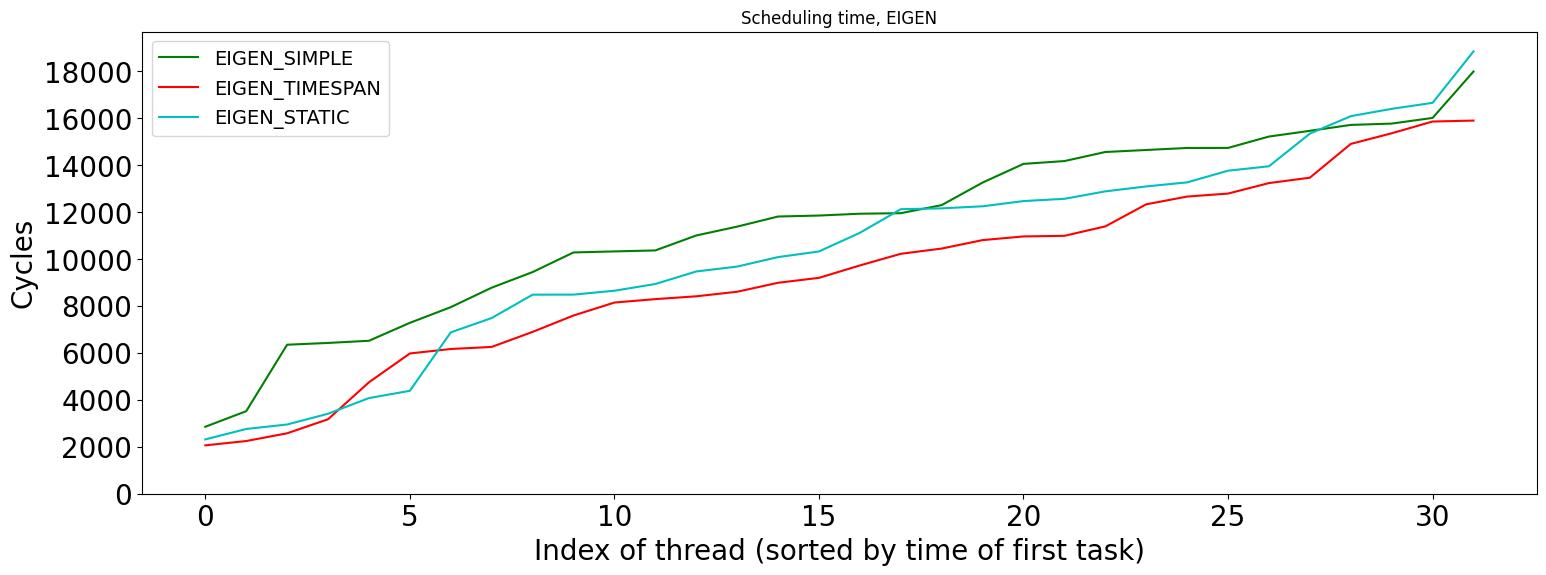 Scheduling time, EIGEN
EIGEN_SIMPLE
EIGEN_TIMESPAN
EIGEN_STATIC
Cycles
18000
16000
14000
12000
10000
8000
6000
4000
2000
0
0 5 10 15 20 25 30
Index of thread (sorted by time of first task)